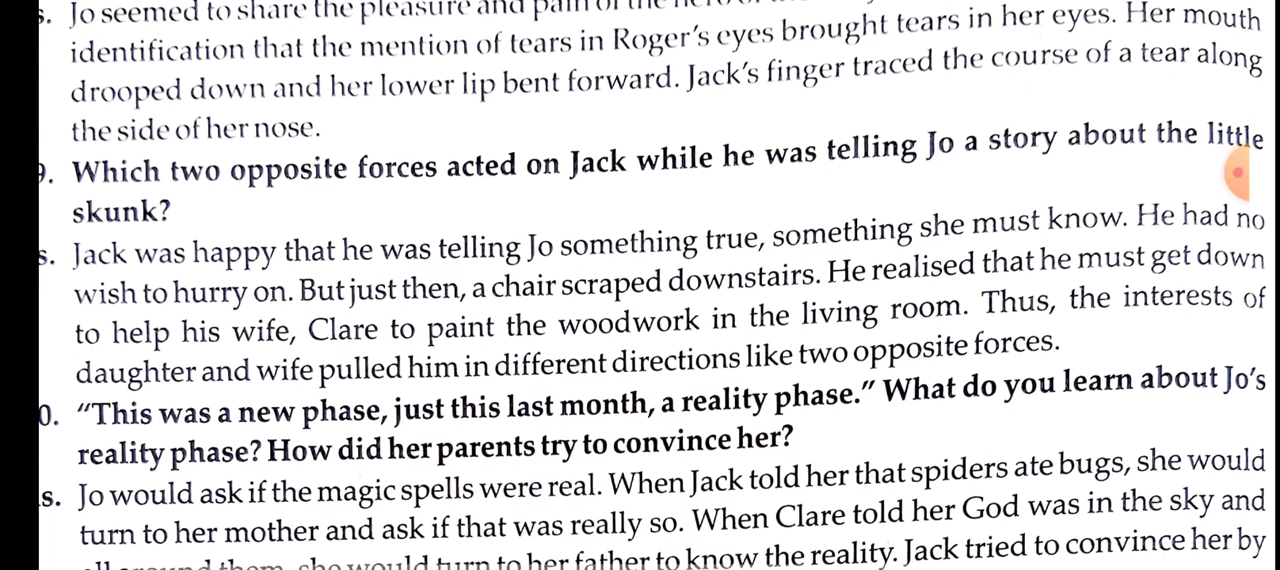 s. Jo seemed to share the pleasure and pain of the
identification that the mention of tears in Roger's eyes brought tears in her eyes. Her mouth
drooped down and her lower lip bent forward. Jack's finger traced the course of a tear along
the side of her nose.
9. Which two opposite forces acted on Jack while he was telling Jo a story about the little
skunk?
s. Jack was happy that he was telling Jo something true, something she must know. He had no
wish to hurry on. But just then, a chair scraped downstairs. He realised that he must get down
to help his wife, Clare to paint the woodwork in the living room. Thus, the interests of
daughter and wife pulled him in different directions like two opposite forces.
0. “This was a new phase, just this last month, a reality phase.” What do you learn about Jo's
reality phase? How did her parents try to convince her?
s. Jo would ask if the magic spells were real. When Jack told her that spiders ate bugs, she would
turn to her mother and ask if that was really so. When Clare told her God was in the sky and
all around them, she would turn to her father to know the reality. Jack tried to convince her by